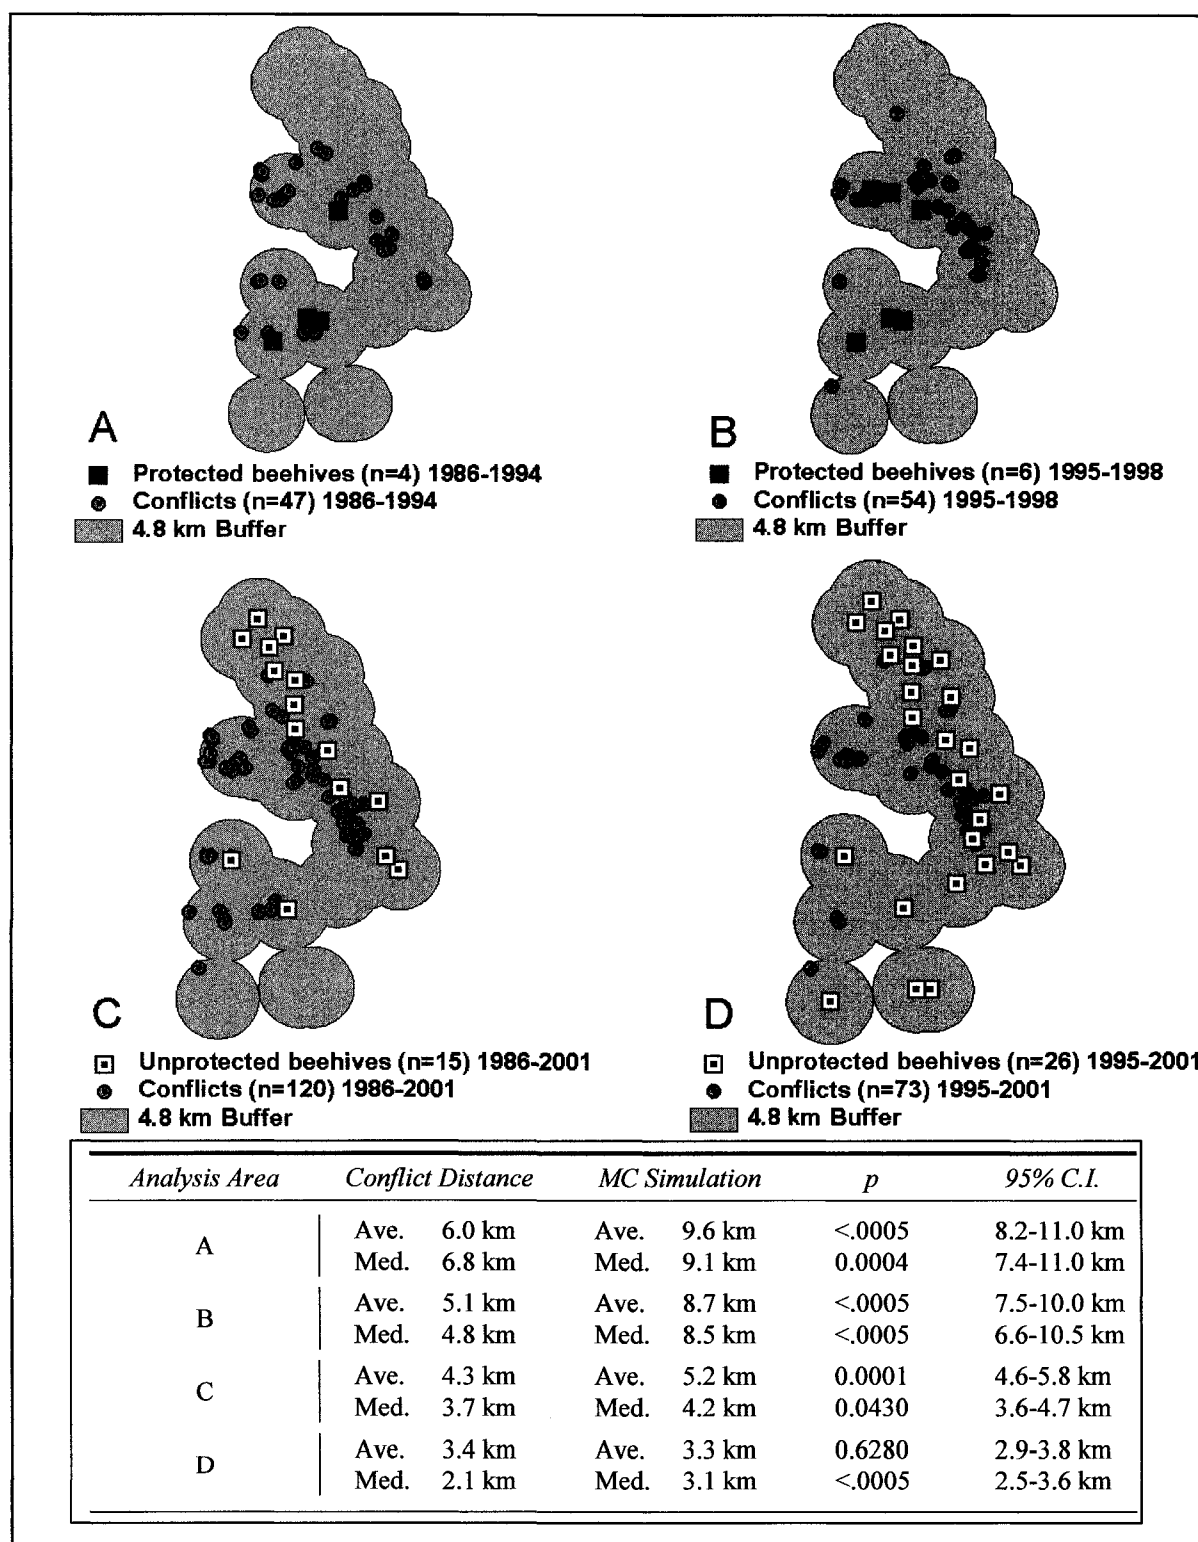 A
Protected beehives (n=4) 1986-1994
Conflicts (n=47) 1986-1994
4.8 km Buffer
B
Protected beehives (n=6) 1995-1998
Conflicts (n=54) 1995-1998
4.8 km Buffer
C
Unprotected beehives (n=15) 1986-2001
Conflicts (n=120) 1986-2001
4.8 km Buffer
D
Unprotected beehives (n=26) 1995-2001
Conflicts (n=73) 1995-2001
4.8 km Buffer
Analysis Area Conflict Distance MC Simulation p 95% C.I.
A
Ave. 6.0 km Ave. 9.6 km <.0005 8.2-11.0 km
Med. 6.8 km Med. 9.1 km 0.0004 7.4-11.0 km
B
Ave. 5.1 km Ave. 8.7 km <.0005 7.5-10.0 km
Med. 4.8 km Med. 8.5 km <.0005 6.6-10.5 km
C
Ave. 4.3 km Ave. 5.2 km 0.0001 4.6-5.8 km
Med. 3.7 km Med. 4.2 km 0.0430 3.6-4.7 km
D
Ave. 3.4 km Ave. 3.3 km 0.6280 2.9-3.8 km
Med. 2.1 km Med. 3.1 km <.0005 2.5-3.6 km